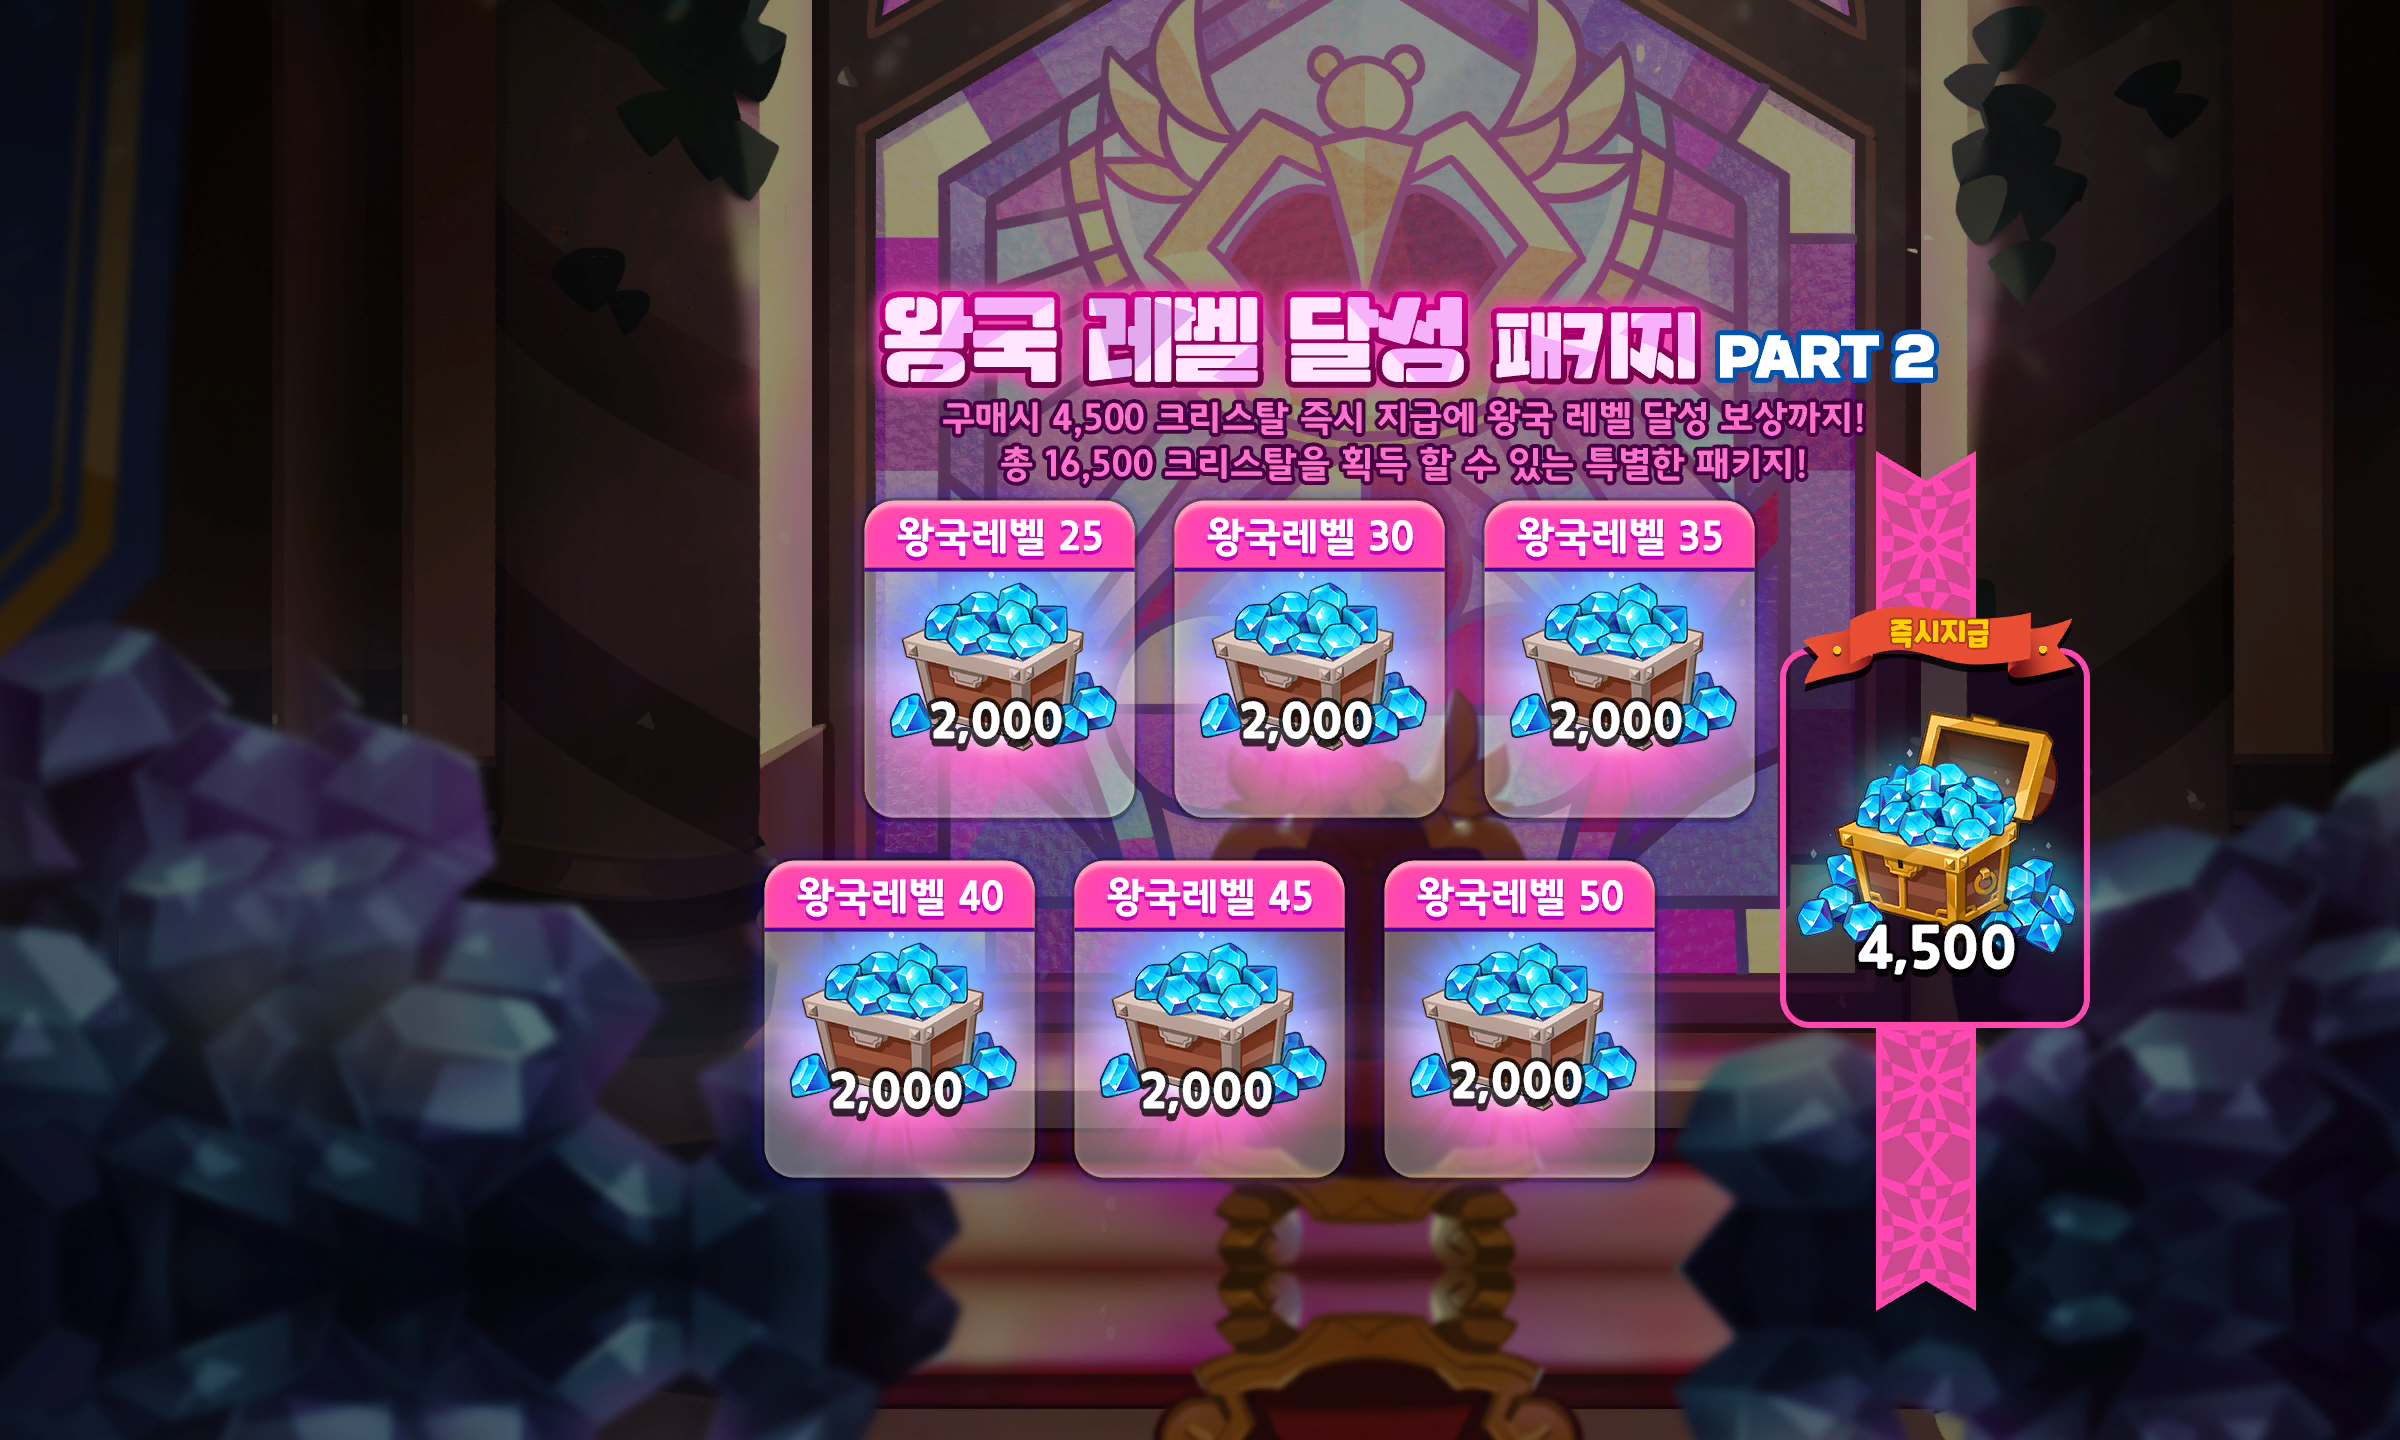 왕국 레벨 달성 패키지 PART 2
구매시 4,500 크리스탈 즉시 지급에 왕국 레벨 달성 보상까지!
총 16,500 크리스탈을 획득 할 수 있는 특별한 패키지!
왕국레벨 25
2,000
왕국레벨 30
2,000
왕국레벨 35
2,000
즉시지급
4,500
왕국레벨 40
2,000
왕국레벨 45
2,000
왕국레벨 50
2,000